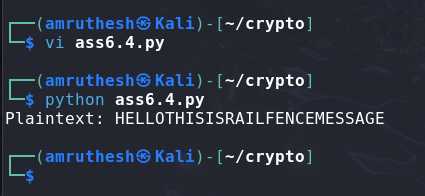 ┌──(amruthesh㉿Kali)-[~/crypto]
└─$ vi ass6.4.py
┌──(amruthesh㉿Kali)-[~/crypto]
└─$ python ass6.4.py
Plaintext: HELLOTHISISRAILFENCEMESSAGE
┌──(amruthesh㉿Kali)-[~/crypto]
└─$